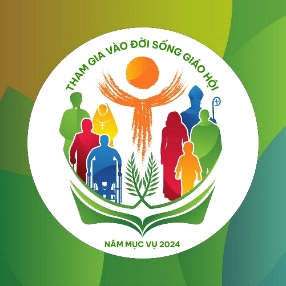 THAM GIA VÀO ĐỜI SỐNG GIÁO HỘI
NĂM MỤC VỤ 2024